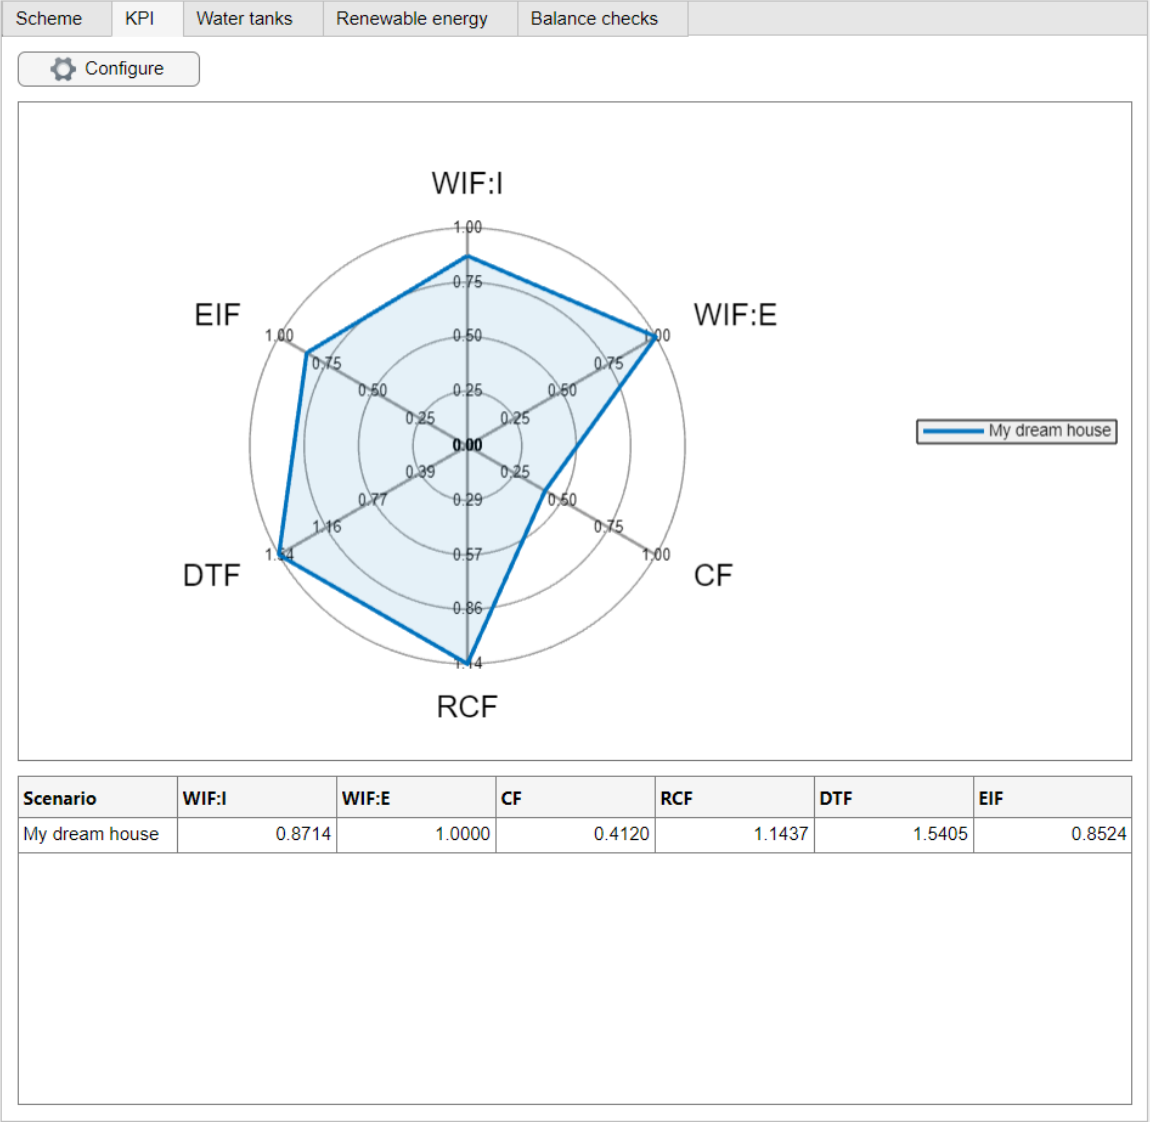 Scheme KPI Water tanks Renewable energy Balance checks
Configure
WIF:I
1.00
0.75
EIF WIF:E
1.00 0.50 1.00
0.75 0.75
0.50 0.25 0.50
0.25 0.25
0.00
0.39 0.25
0.77 0.29 0.50
1.16 0.75
1.54 0.57 1.00
DTF CF
0.86
1.14
RCF
My dream house
Scenario WIF:I WIF:E CF RCF DTF EIF
My dream house 0.8714 1.0000 0.4120 1.1437 1.5405 0.8524